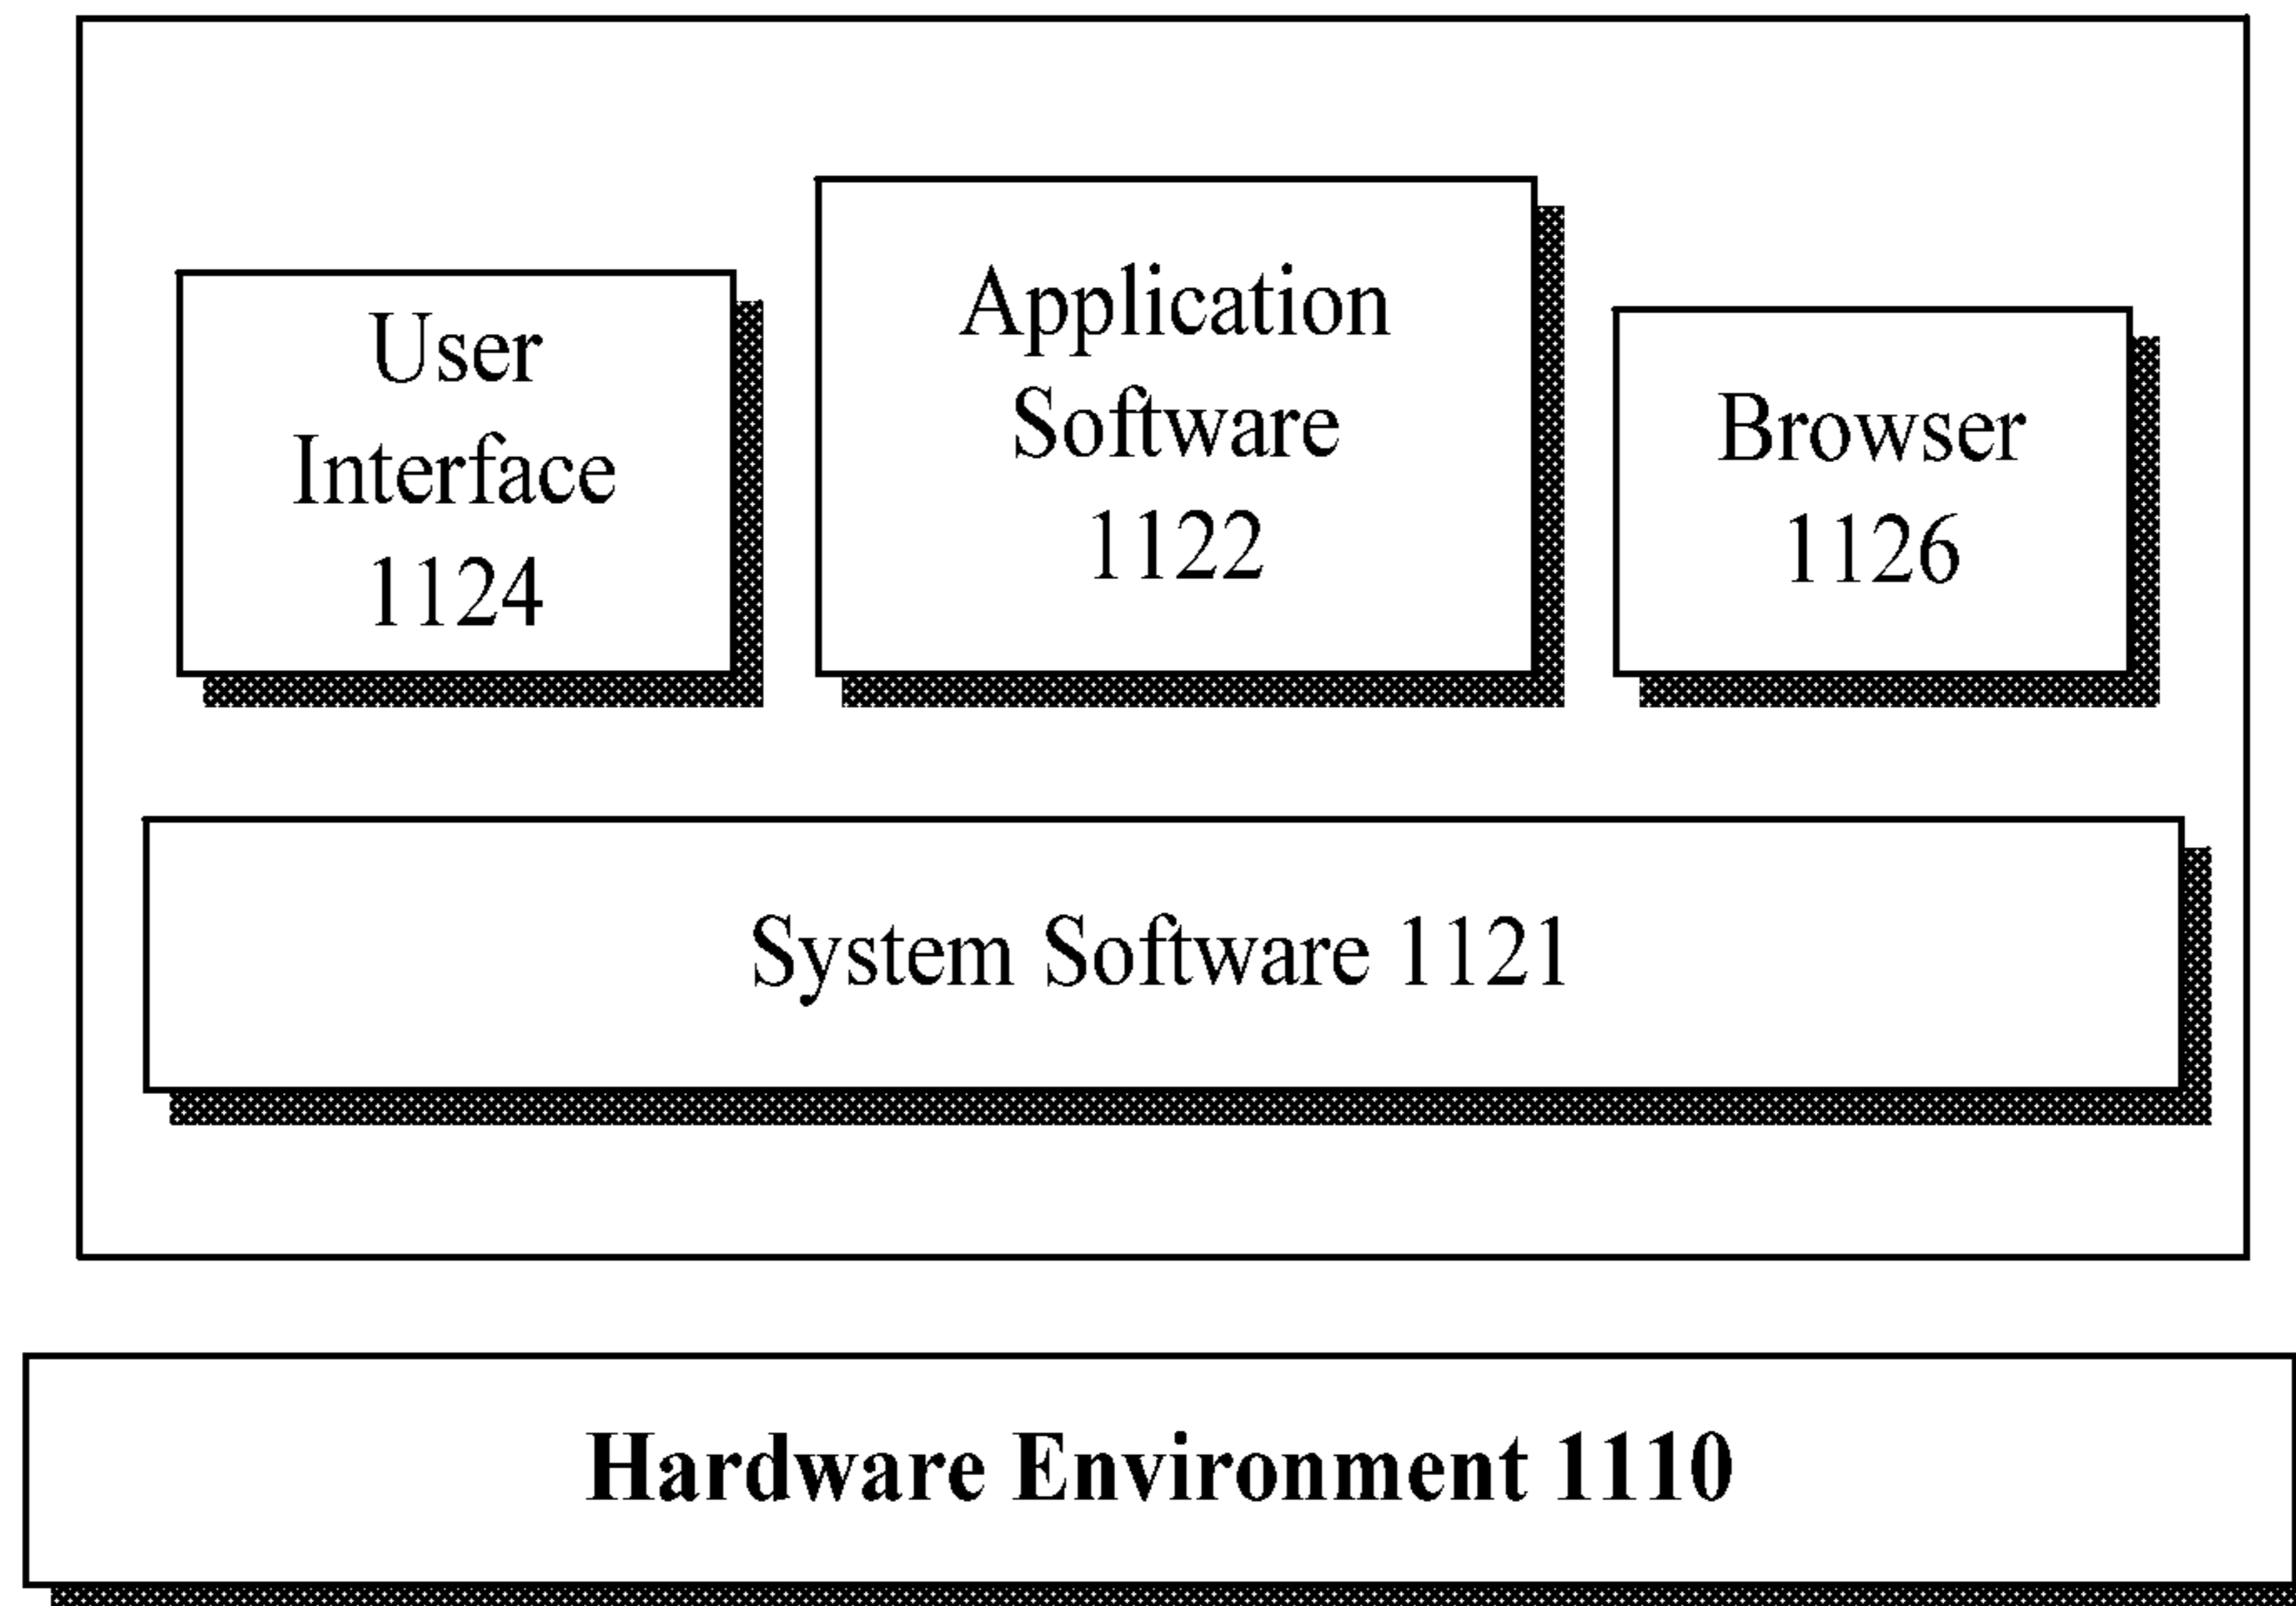 User
Interface
1124
Application
Software
1122
Browser
1126
System Software 1121
Hardware Environment 1110